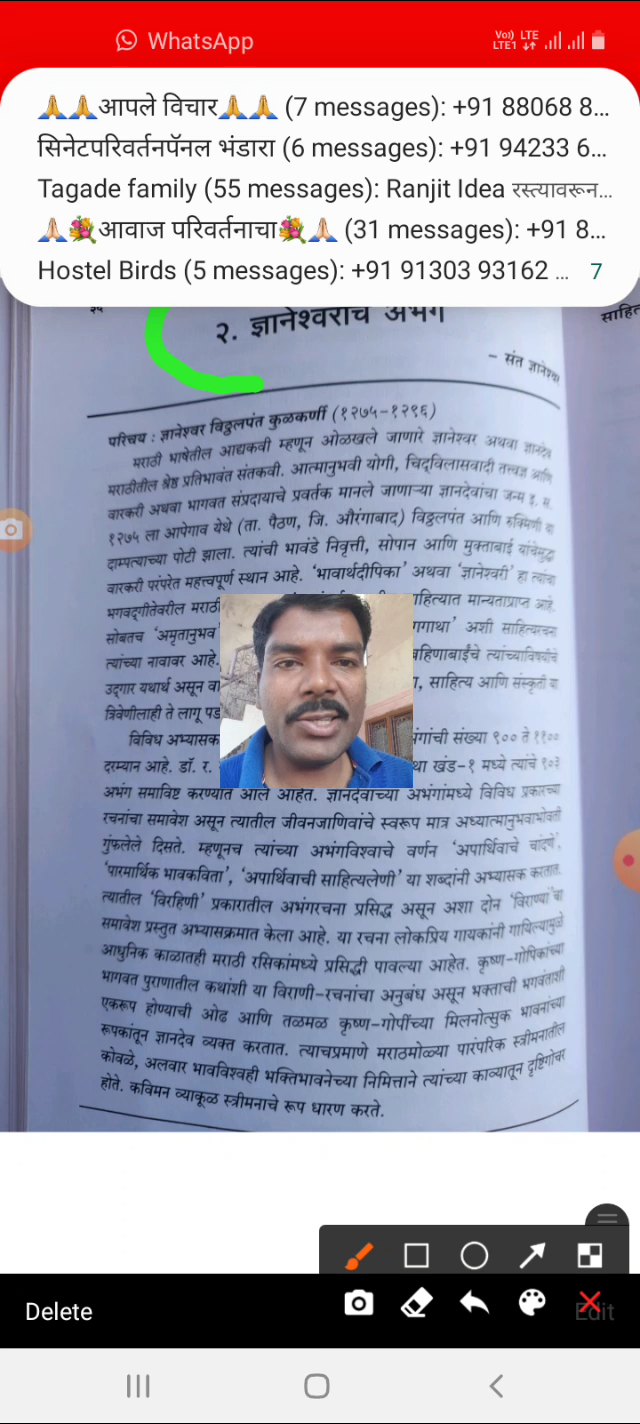 WhatsApp
Vo) LTE
LTE1
🙏🙏आपले विचार🙏🙏 (7 messages): +91 88068 8...
सिनेटपरिवर्तनपॅनल भंडारा (6 messages): +91 94233 6...
Tagade family (55 messages): Ranjit Idea रस्त्यावरून...
🙏🏻💐आवाज परिवर्तनाचा💐🙏🏻 (31 messages): +91 8...
Hostel Birds (5 messages): +91 91303 93162 ... 7
२. ज्ञानेश्वरांचे अभंग
– संत ज्ञानेश्वर
परिचय : ज्ञानेश्वर विठ्ठलपंत कुळकर्णी (१२७५-१२९६)
मराठी भाषेतील आद्यकवी म्हणून ओळखले जाणारे ज्ञानेश्वर अथवा ज्ञानदेव
मराठीतील श्रेष्ठ प्रतिभावंत संतकवी. आत्मानुभवी योगी, चिद्‌विलासवादी तत्त्वज्ञ आणि
वारकरी अथवा भागवत संप्रदायाचे प्रवर्तक मानले जाणाऱ्या ज्ञानदेवांचा जन्म इ. स.
१२७५ ला आपेगाव येथे (ता. पैठण, जि. औरंगाबाद) विठ्ठलपंत आणि रुक्मिणी या
दाम्पत्याच्या पोटी झाला. त्यांची भावंडे निवृत्ती, सोपान आणि मुक्ताबाई यांचेसुद्धा
वारकरी परंपरेत महत्त्वपूर्ण स्थान आहे. ‘भावार्थदीपिका’ अथवा ‘ज्ञानेश्वरी’ हा त्यांचा
भगवद्‌गीतेवरील मराठी मान्यताप्राप्त आहे.
सोबतच ‘अमृतानुभव अशी साहित्यरचना
त्यांच्या नावावर आहे. त्यांच्याविषयीचे
उद्‌गार यथार्थ असून साहित्य आणि संस्कृती या
त्रिवेणीलाही ते लागू
विविध अभ्यासक संख्या ९०० ते ११००
दरम्यान आहे. डॉ. र. खंड-१ मध्ये त्यांचे ९०३
अभंग समाविष्ट करण्यात आले आहेत. ज्ञानदेवांच्या अभंगांमध्ये विविध प्रकारच्या
रचनांचा समावेश असून त्यातील जीवनजाणिवांचे स्वरूप मात्र अध्यात्मानुभवाभोवती
गुंफलेले दिसते. म्हणूनच त्यांच्या अभंगविश्वाचे वर्णन ‘अपार्थिवाचे चांदणे’,
‘पारमार्थिक भावकविता’, ‘अपार्थिवाची साहित्यलेणी’ या शब्दांनी अभ्यासक करतात.
त्यातील ‘विरहिणी’ प्रकारातील अभंगरचना प्रसिद्ध असून अशा दोन ‘विराण्यां’चा
समावेश प्रस्तुत अभ्यासक्रमात केला आहे. या रचना लोकप्रिय गायकांनी गायिल्यामुळे
आधुनिक काळातही मराठी रसिकांमध्ये प्रसिद्धी पावल्या आहेत. कृष्ण-गोपिकांच्या
भागवत पुराणातील कथांशी या विराणी-रचनांचा अनुबंध असून भक्ताची भगवंताशी
एकरूप होण्याची ओढ आणि तळमळ कृष्ण-गोपींच्या मिलनोत्सुक भावनांच्या
रूपकांतून ज्ञानदेव व्यक्त करतात. त्याचप्रमाणे मराठमोळ्या पारंपरिक स्त्रीमनातील
कोवळे, अलवार भावविश्वही भक्तिभावनेच्या निमित्ताने त्यांच्या काव्यातून दृष्टिगोचर
होते. कविमन व्याकूळ स्त्रीमनाचे रूप धारण करते.
Delete
Edit